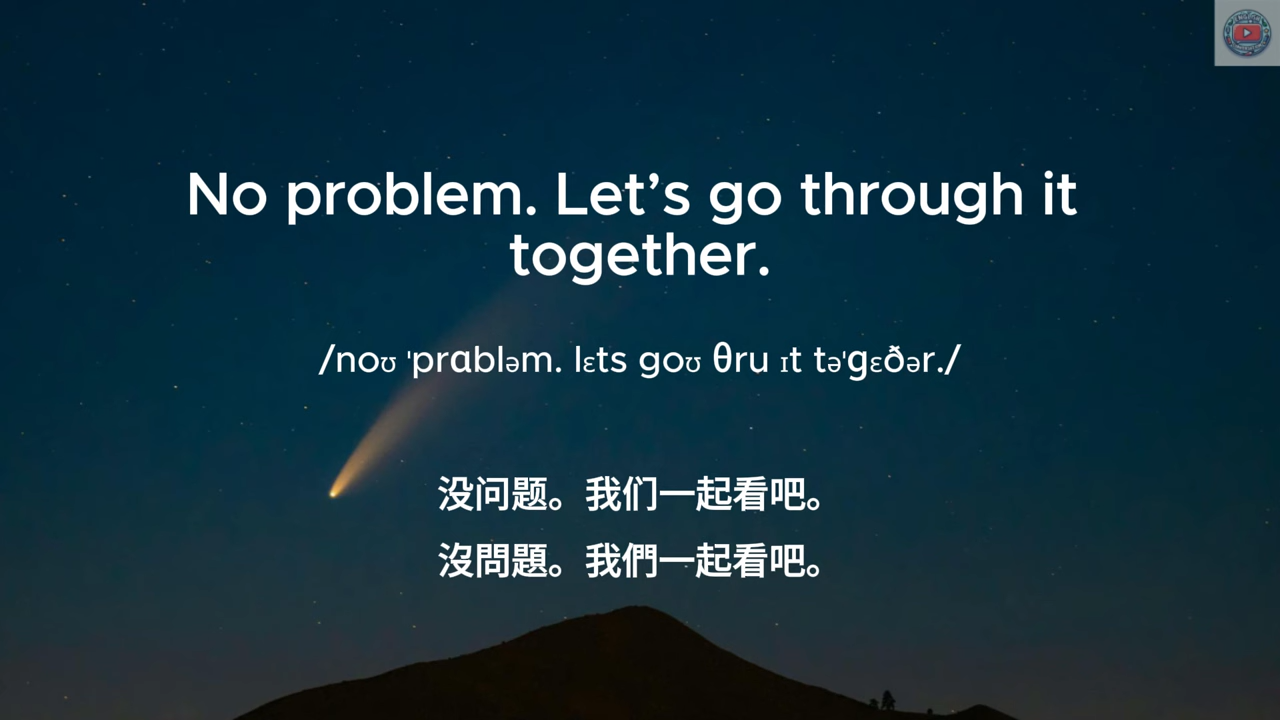 No problem. Let’s go through it
together.
/noʊ ˈprɑbləm. lɛts goʊ θru ɪt təˈgɛðər./
没问题。我们一起看吧。
沒問題。我們一起看吧。